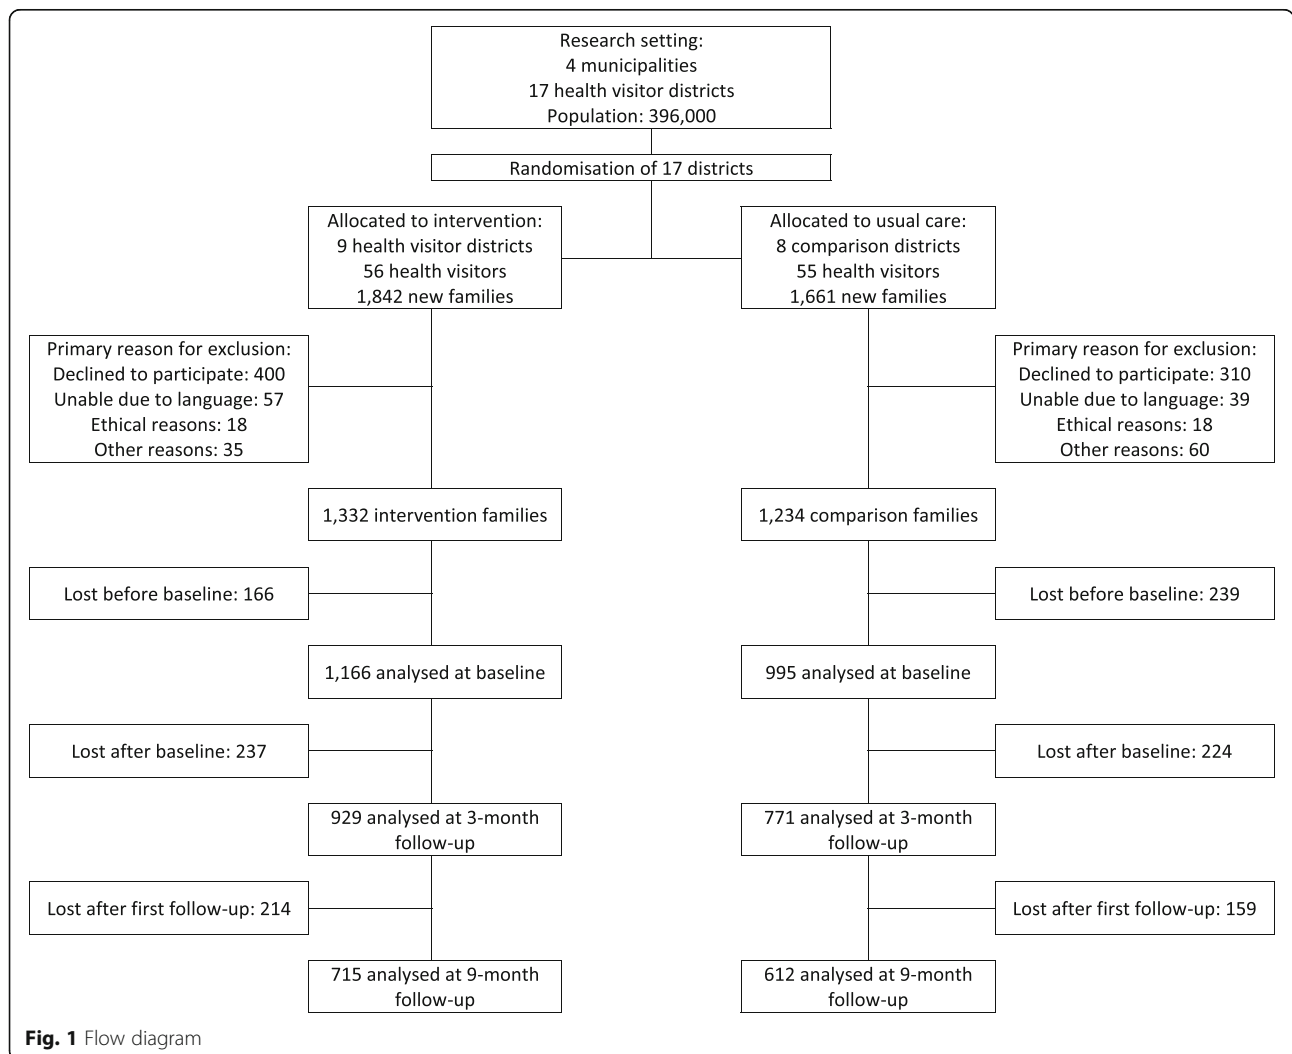 Research setting:
4 municipalities
17 health visitor districts
Population: 396,000
Randomisation of 17 districts
Allocated to intervention:
9 health visitor districts
56 health visitors
1,842 new families
Allocated to usual care:
8 comparison districts
55 health visitors
1,661 new families
Primary reason for exclusion:
Declined to participate: 400
Unable due to language: 57
Ethical reasons: 18
Other reasons: 35
Primary reason for exclusion:
Declined to participate: 310
Unable due to language: 39
Ethical reasons: 18
Other reasons: 60
1,332 intervention families
1,234 comparison families
Lost before baseline: 166
Lost before baseline: 239
1,166 analysed at baseline
995 analysed at baseline
Lost after baseline: 237
Lost after baseline: 224
929 analysed at 3-month
follow-up
771 analysed at 3-month
follow-up
Lost after first follow-up: 214
Lost after first follow-up: 159
715 analysed at 9-month
follow-up
612 analysed at 9-month
follow-up
Fig. 1 Flow diagram